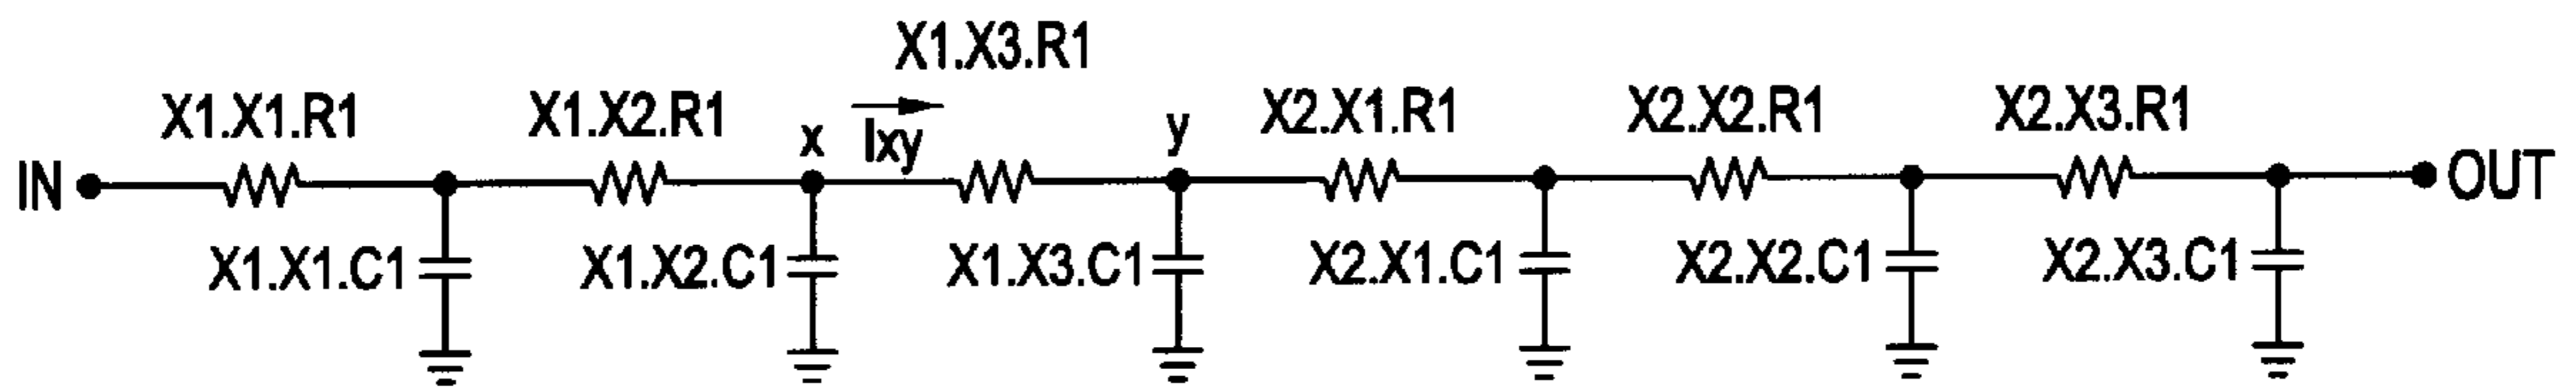 X1.X3.R1
X1.X1.R1
X1.X2.R1
x
Ixy
y
X2.X1.R1
X2.X2.R1
X2.X3.R1
IN
OUT
X1.X1.C1
X1.X2.C1
X1.X3.C1
X2.X1.C1
X2.X2.C1
X2.X3.C1